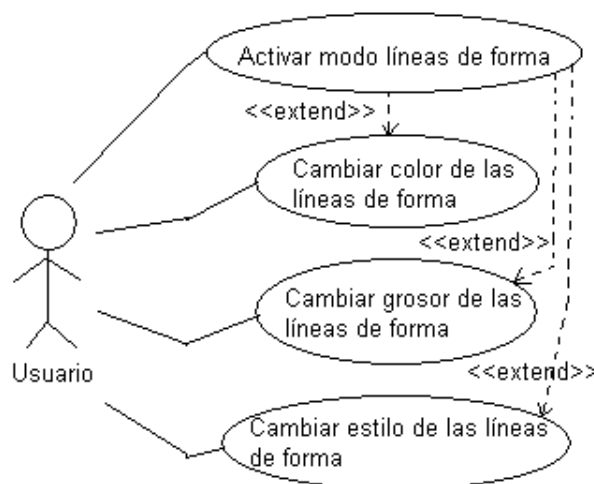 Activar modo líneas de forma
<<extend>>
Cambiar color de las
líneas de forma
<<extend>>
Cambiar grosor de las
líneas de forma
Usuario
<<extend>>
Cambiar estilo de las líneas
de forma